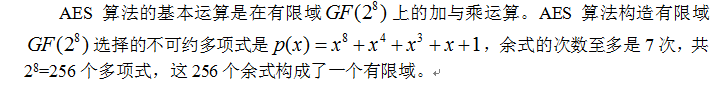 AES 算法的基本运算是在有限域 GF(2⁸) 上的加与乘运算。AES 算法构造有限域
GF(2⁸) 选择的不可约多项式是 p(x) = x⁸ + x⁴ + x³ + x + 1，余式的次数至多是 7 次，共
2⁸=256 个多项式，这 256 个余式构成了一个有限域。↵